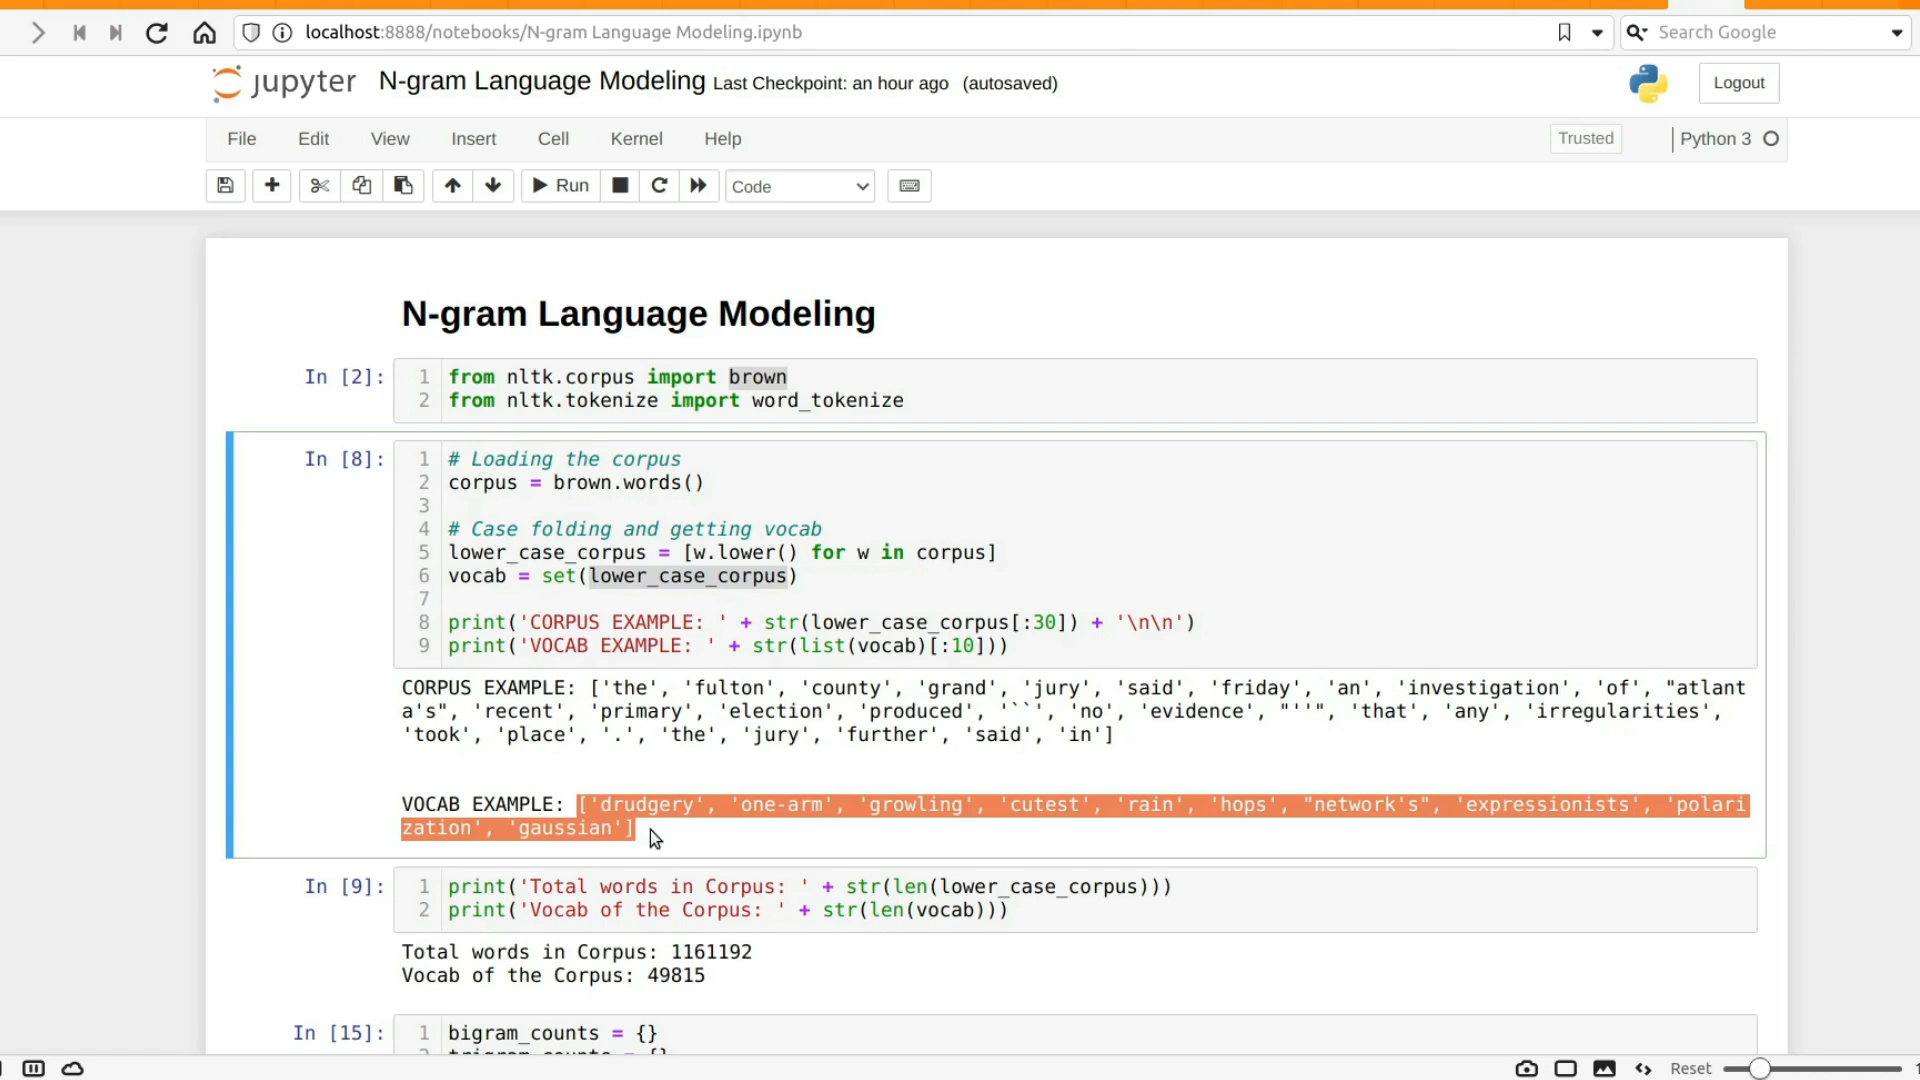 localhost:8888/notebooks/N-gram Language Modeling.ipynb
Search Google
jupyter N-gram Language Modeling Last Checkpoint: an hour ago (autosaved)
Logout
File Edit View Insert Cell Kernel Help
Trusted
Python 3
Run
Code
N-gram Language Modeling
In [2]:
1 from nltk.corpus import brown
2 from nltk.tokenize import word_tokenize
In [8]:
1 # Loading the corpus
2 corpus = brown.words()
3
4 # Case folding and getting vocab
5 lower_case_corpus = [w.lower() for w in corpus]
6 vocab = set(lower_case_corpus)
7
8 print('CORPUS EXAMPLE: ' + str(lower_case_corpus[:30]) + '\n\n')
9 print('VOCAB EXAMPLE: ' + str(list(vocab)[:10]))
CORPUS EXAMPLE: ['the', 'fulton', 'county', 'grand', 'jury', 'said', 'friday', 'an', 'investigation', 'of', "atlant
a's", 'recent', 'primary', 'election', 'produced', '``', 'no', 'evidence', "''", 'that', 'any', 'irregularities',
'took', 'place', '.', 'the', 'jury', 'further', 'said', 'in']
VOCAB EXAMPLE: ['drudgery', 'one-arm', 'growling', 'cutest', 'rain', 'hops', "network's", 'expressionists', 'polari
zation', 'gaussian']
In [9]:
1 print('Total words in Corpus: ' + str(len(lower_case_corpus)))
2 print('Vocab of the Corpus: ' + str(len(vocab)))
Total words in Corpus: 1161192
Vocab of the Corpus: 49815
In [15]:
1 bigram_counts = {}
2 trigram_counts = {}
Reset